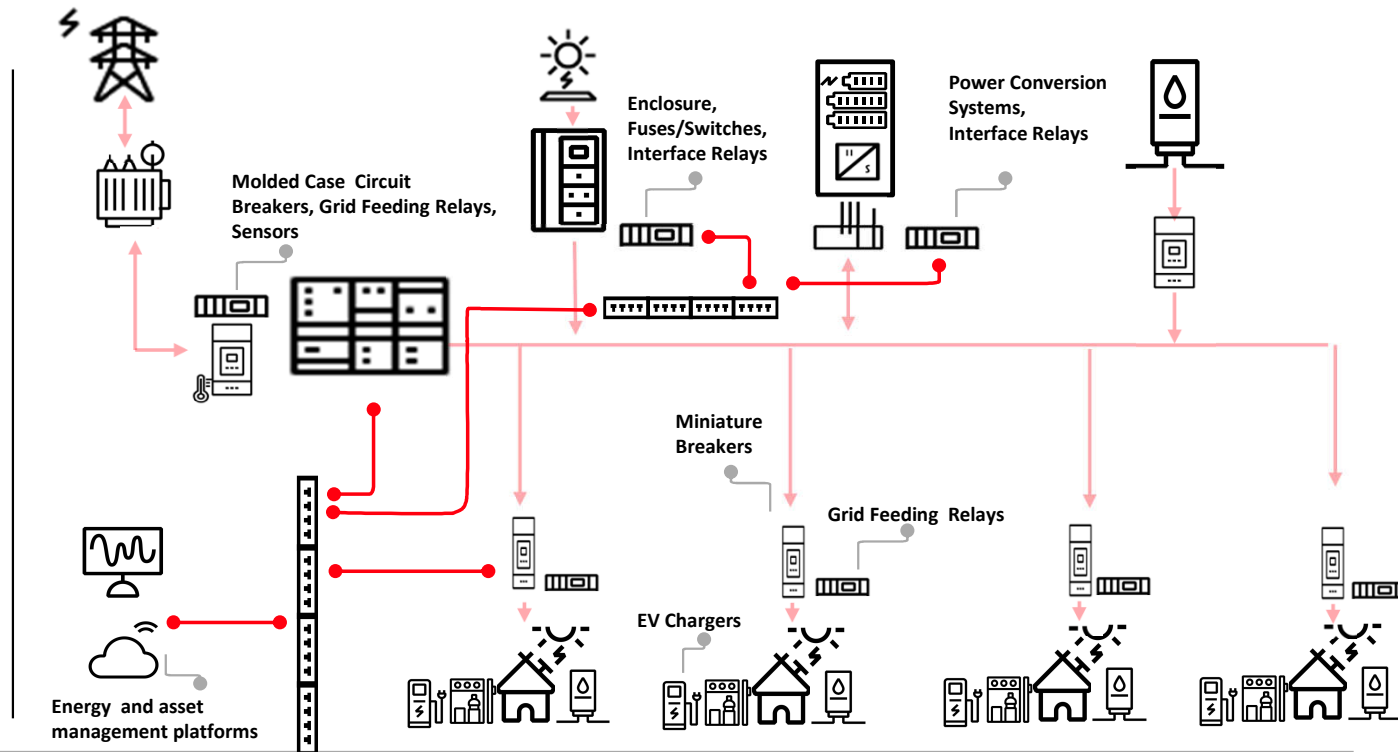 Enclosure,
Fuses/Switches,
Interface Relays
Power Conversion
Systems,
Interface Relays
Molded Case Circuit
Breakers, Grid Feeding Relays,
Sensors
Miniature
Breakers
Grid Feeding Relays
EV Chargers
Energy and asset
management platforms